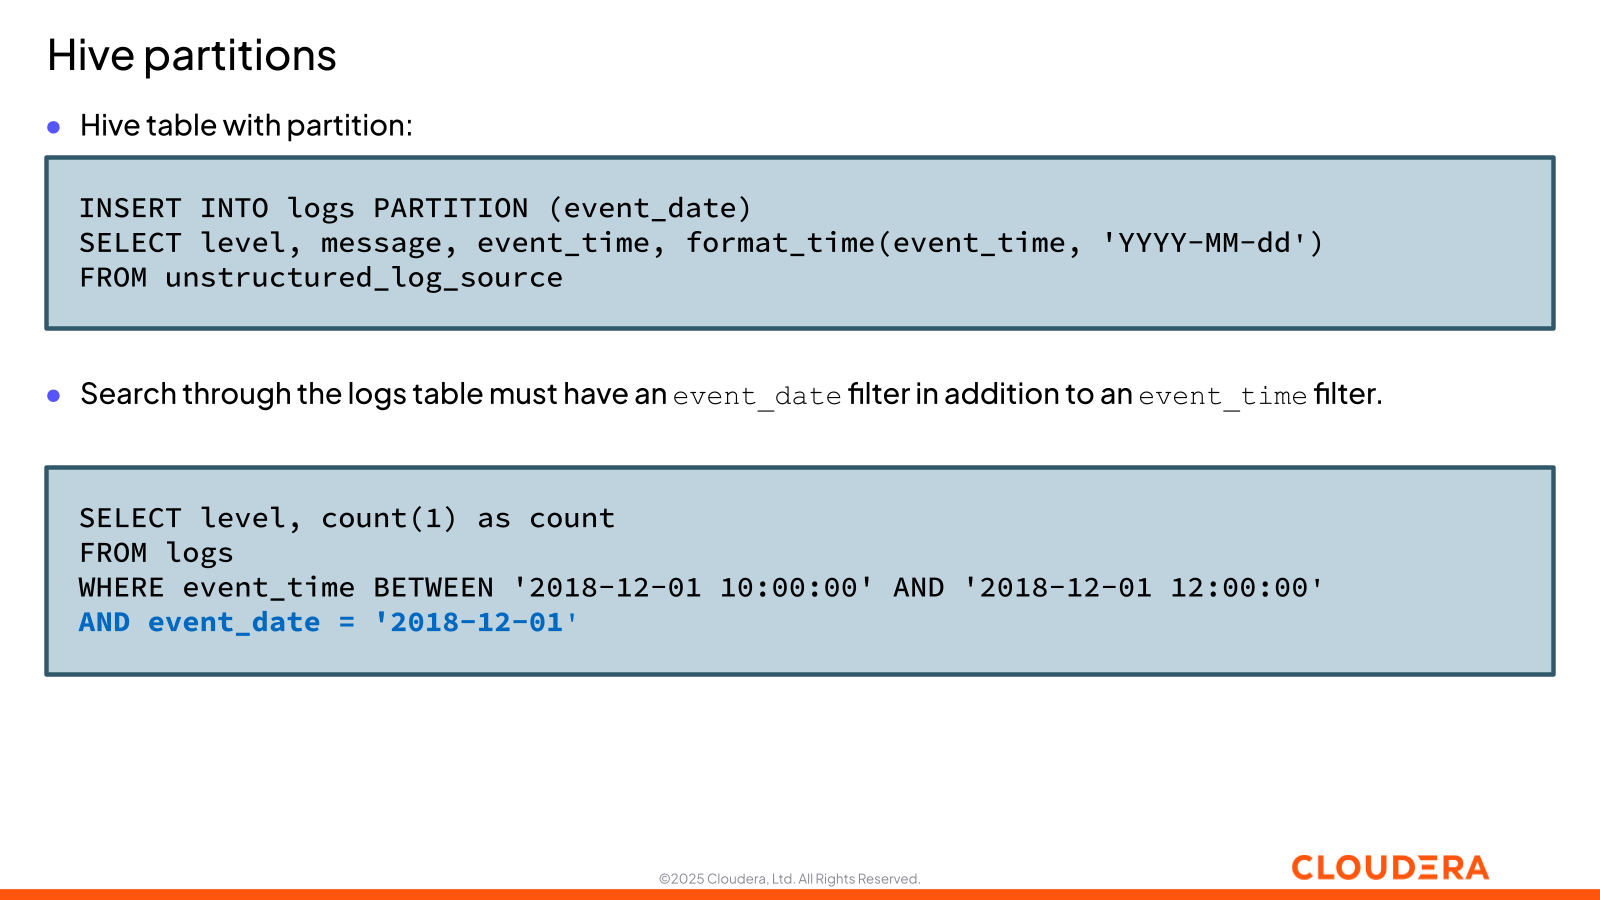 Hive partitions
● Hive table with partition:
INSERT INTO logs PARTITION (event_date)
SELECT level, message, event_time, format_time(event_time, 'YYYY-MM-dd')
FROM unstructured_log_source
● Search through the logs table must have an event_date filter in addition to an event_time filter.
SELECT level, count(1) as count
FROM logs
WHERE event_time BETWEEN '2018-12-01 10:00:00' AND '2018-12-01 12:00:00'
AND event_date = '2018-12-01'
©2025 Cloudera, Ltd. All Rights Reserved.
CLOUDERA